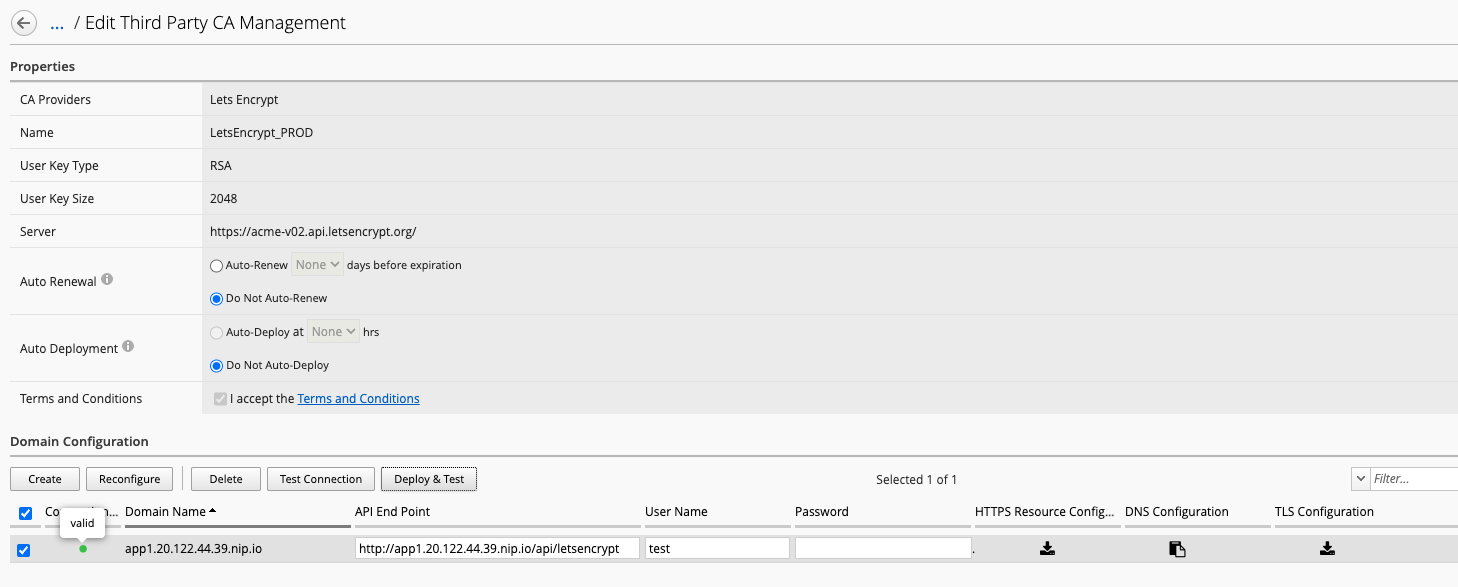 ... / Edit Third Party CA Management
Properties
CA Providers Lets Encrypt
Name LetsEncrypt_PROD
User Key Type RSA
User Key Size 2048
Server https://acme-v02.api.letsencrypt.org/
Auto Renewal i Auto-Renew None days before expiration
Do Not Auto-Renew
Auto Deployment i Auto-Deploy at None hrs
Do Not Auto-Deploy
Terms and Conditions I accept the Terms and Conditions
Domain Configuration
Create Reconfigure Delete Test Connection Deploy & Test Selected 1 of 1 Filter...
Domain Name API End Point User Name Password HTTPS Resource Config... DNS Configuration TLS Configuration
valid
app1.20.122.44.39.nip.io http://app1.20.122.44.39.nip.io/api/letsencrypt test .